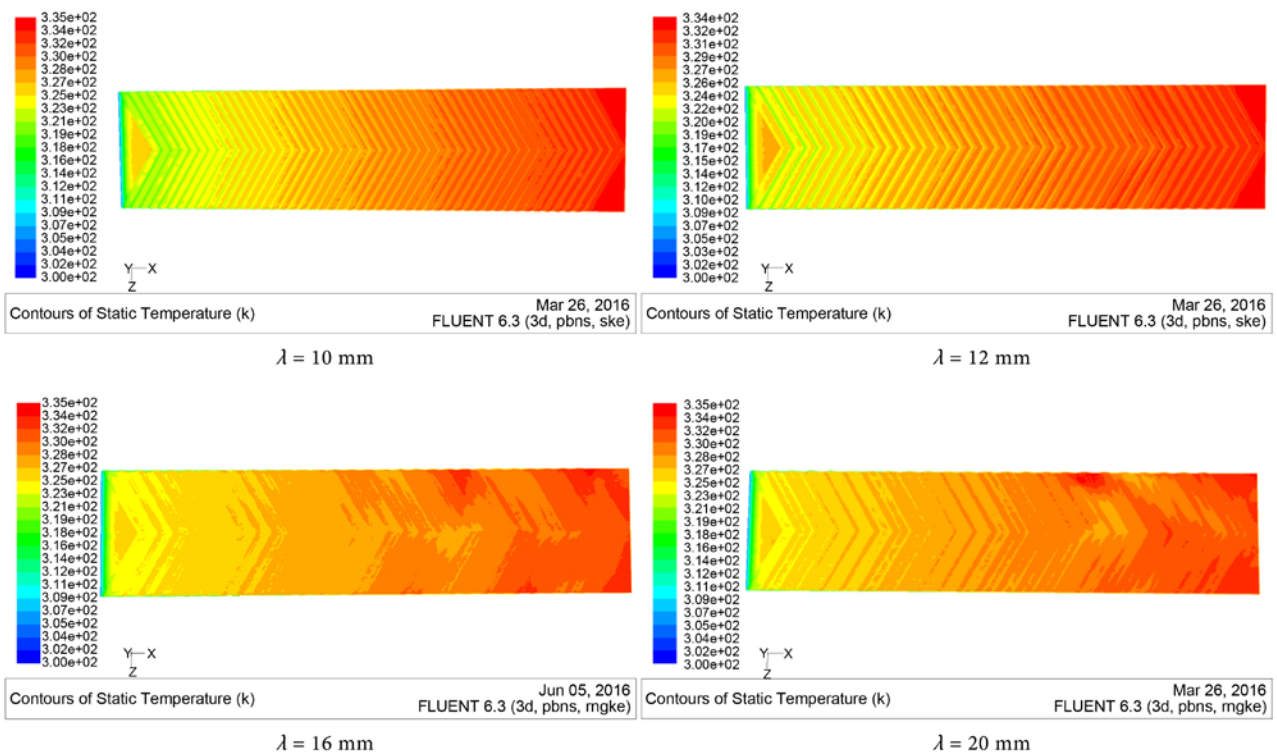 3.35e+02
3.34e+02
3.32e+02
3.30e+02
3.28e+02
3.27e+02
3.25e+02
3.23e+02
3.21e+02
3.19e+02
3.18e+02
3.16e+02
3.14e+02
3.12e+02
3.11e+02
3.09e+02
3.07e+02
3.05e+02
3.04e+02
3.02e+02
3.00e+02
Y X
Z
Mar 26, 2016
Contours of Static Temperature (k)
FLUENT 6.3 (3d, pbns, ske)
λ = 10 mm
3.34e+02
3.32e+02
3.31e+02
3.29e+02
3.27e+02
3.26e+02
3.24e+02
3.22e+02
3.20e+02
3.19e+02
3.17e+02
3.15e+02
3.14e+02
3.12e+02
3.10e+02
3.09e+02
3.07e+02
3.05e+02
3.03e+02
3.02e+02
3.00e+02
Y X
Z
Mar 26, 2016
Contours of Static Temperature (k)
FLUENT 6.3 (3d, pbns, ske)
λ = 12 mm
3.35e+02
3.34e+02
3.32e+02
3.30e+02
3.28e+02
3.27e+02
3.25e+02
3.23e+02
3.21e+02
3.19e+02
3.18e+02
3.16e+02
3.14e+02
3.12e+02
3.11e+02
3.09e+02
3.07e+02
3.05e+02
3.04e+02
3.02e+02
3.00e+02
Y X
Z
Jun 05, 2016
Contours of Static Temperature (k)
FLUENT 6.3 (3d, pbns, rngke)
λ = 16 mm
3.35e+02
3.34e+02
3.32e+02
3.30e+02
3.28e+02
3.26e+02
3.25e+02
3.23e+02
3.21e+02
3.19e+02
3.18e+02
3.16e+02
3.14e+02
3.12e+02
3.11e+02
3.09e+02
3.07e+02
3.05e+02
3.04e+02
3.02e+02
3.00e+02
Y X
Z
Mar 26, 2016
Contours of Static Temperature (k)
FLUENT 6.3 (3d, pbns, rngke)
λ = 20 mm